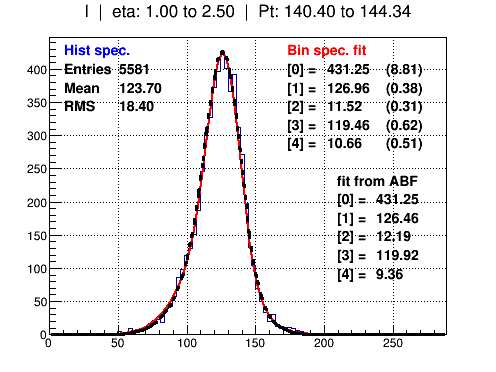 I | eta: 1.00 to 2.50 | Pt: 140.40 to 144.34
Hist spec.
Entries 5581
Mean 123.70
RMS 18.40
Bin spec. fit
[0] = 431.25 (8.81)
[1] = 126.96 (0.38)
[2] = 11.52 (0.31)
[3] = 119.46 (0.62)
[4] = 10.66 (0.51)
fit from ABF
[0] = 431.25
[1] = 126.46
[2] = 12.19
[3] = 119.92
[4] = 9.36
400
350
300
250
200
150
100
50
0
0 50 100 150 200 250